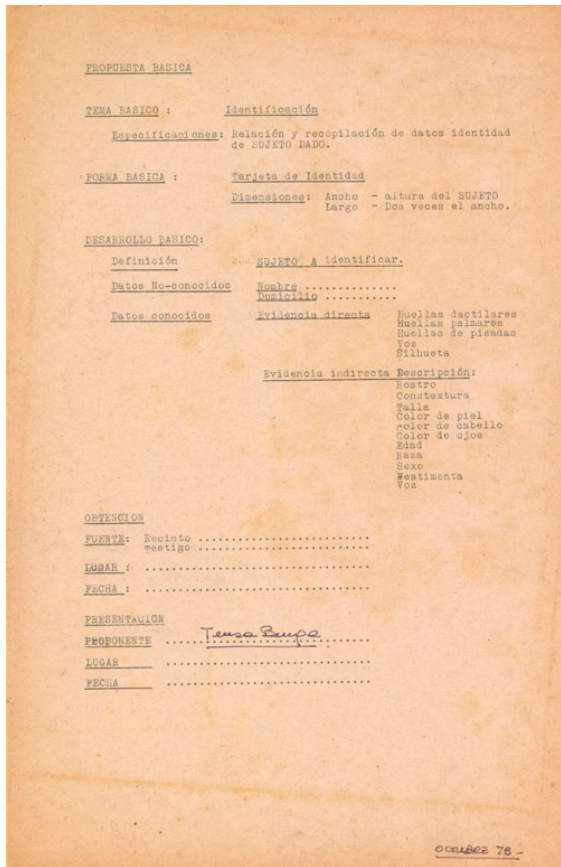 PROPUESTA BASICA
TEMA BASICO : Identificación
Especificaciones: Relación y recopilación de datos identidad
de SUJETO DADO.
FORMA BASICA : Tarjeta de Identidad
Dimensiones: Ancho - altura del SUJETO
Largo - Dos veces el ancho.
DESARROLLO BASICO:
Definición SUJETO A identificar.
Datos No-conocidos Nombre ..............
Domicilio ...........
Datos conocidos Evidencia directa Huellas dactilares
Huellas palmares
Huellas de pisadas
Voz
Silhueta
Evidencia indirecta Descripción:
Rostro
Constextura
Talla
Color de piel
color de cabello
Color de ojos
Edad
Raza
Sexo
Vestimenta
Voz
OBTENCION
FUENTE: Recinto ..........................
Testigo ..........................
LUGAR : ..................................
FECHA : ..................................
PRESENTACION
PROPONENTE ...............................
LUGAR ...............................
FECHA ...............................
OCTUBRE 78-